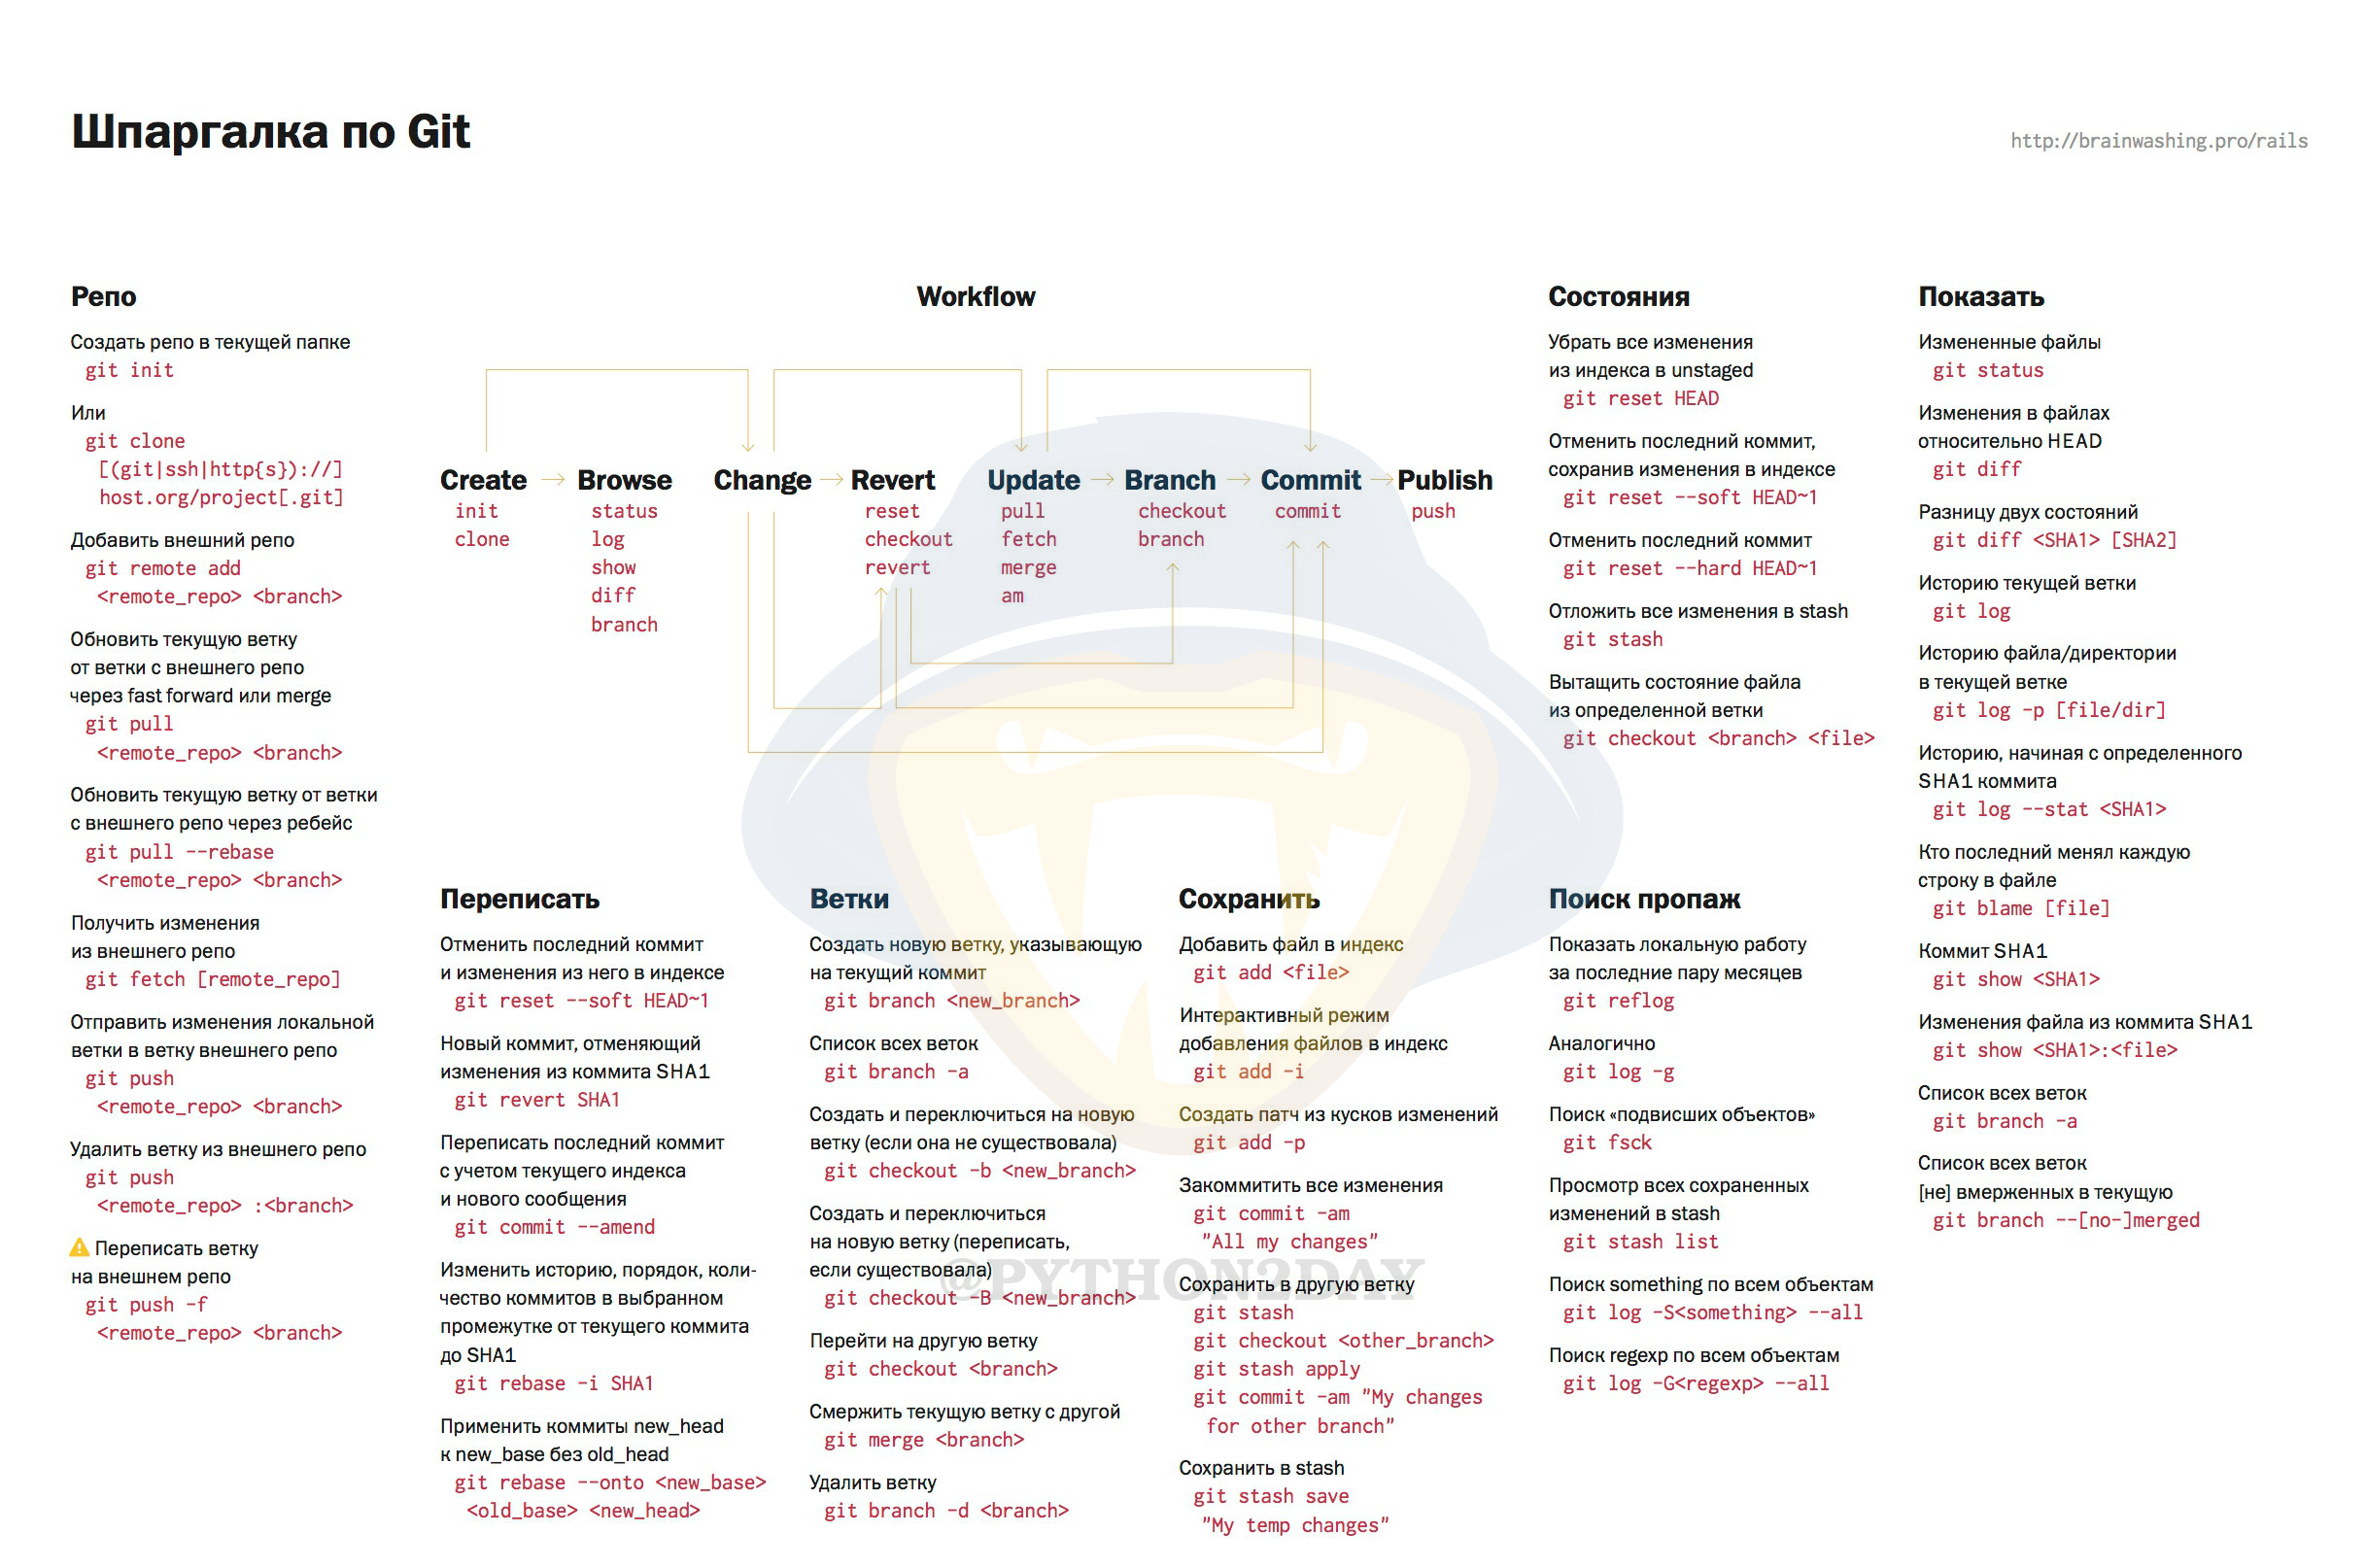 Шпаргалка по Git
http://brainwashing.pro/rails
Репо
Создать репо в текущей папке
git init
Или
git clone
[(git|ssh|http{s})://]
host.org/project[.git]
Добавить внешний репо
git remote add
<remote_repo> <branch>
Обновить текущую ветку
от ветки с внешнего репо
через fast forward или merge
git pull
<remote_repo> <branch>
Обновить текущую ветку от ветки
с внешнего репо через ребейс
git pull --rebase
<remote_repo> <branch>
Получить изменения
из внешнего репо
git fetch [remote_repo]
Отправить изменения локальной
ветки в ветку внешнего репо
git push
<remote_repo> <branch>
Удалить ветку из внешнего репо
git push
<remote_repo> :<branch>
Переписать ветку
на внешнем репо
git push -f
<remote_repo> <branch>
Workflow
Create
init
clone
Browse
status
log
show
diff
branch
Change
Revert
reset
checkout
revert
Update
pull
fetch
merge
am
Branch
checkout
branch
Commit
commit
Publish
push
Переписать
Отменить последний коммит
и изменения из него в индексе
git reset --soft HEAD~1
Новый коммит, отменяющий
изменения из коммита SHA1
git revert SHA1
Переписать последний коммит
с учетом текущего индекса
и нового сообщения
git commit --amend
Изменить историю, порядок, коли-
чество коммитов в выбранном
промежутке от текущего коммита
до SHA1
git rebase -i SHA1
Применить коммиты new_head
к new_base без old_head
git rebase --onto <new_base>
<old_base> <new_head>
Ветки
Создать новую ветку, указывающую
на текущий коммит
git branch <new_branch>
Список всех веток
git branch -a
Создать и переключиться на новую
ветку (если она не существовала)
git checkout -b <new_branch>
Создать и переключиться
на новую ветку (переписать,
если существовала)
git checkout -B <new_branch>
Перейти на другую ветку
git checkout <branch>
Смержить текущую ветку с другой
git merge <branch>
Удалить ветку
git branch -d <branch>
Сохранить
Добавить файл в индекс
git add <file>
Интерактивный режим
добавления файлов в индекс
git add -i
Создать патч из кусков изменений
git add -p
Закоммитить все изменения
git commit -am
"All my changes"
Сохранить в другую ветку
git stash
git checkout <other_branch>
git stash apply
git commit -am "My changes
for other branch"
Сохранить в stash
git stash save
"My temp changes"
@PYTHON2DAY
Состояния
Убрать все изменения
из индекса в unstaged
git reset HEAD
Отменить последний коммит,
сохранив изменения в индексе
git reset --soft HEAD~1
Отменить последний коммит
git reset --hard HEAD~1
Отложить все изменения в stash
git stash
Вытащить состояние файла
из определенной ветки
git checkout <branch> <file>
Поиск пропаж
Показать локальную работу
за последние пару месяцев
git reflog
Аналогично
git log -g
Поиск «подвисших объектов»
git fsck
Просмотр всех сохраненных
изменений в stash
git stash list
Поиск something по всем объектам
git log -S<something> --all
Поиск regexp по всем объектам
git log -G<regexp> --all
Показать
Измененные файлы
git status
Изменения в файлах
относительно HEAD
git diff
Разницу двух состояний
git diff <SHA1> [SHA2]
Историю текущей ветки
git log
Историю файла/директории
в текущей ветке
git log -p [file/dir]
Историю, начиная с определенного
SHA1 коммита
git log --stat <SHA1>
Кто последний менял каждую
строку в файле
git blame [file]
Коммит SHA1
git show <SHA1>
Изменения файла из коммита SHA1
git show <SHA1>:<file>
Список всех веток
git branch -a
Список всех веток
[не] вмерженных в текущую
git branch --[no-]merged